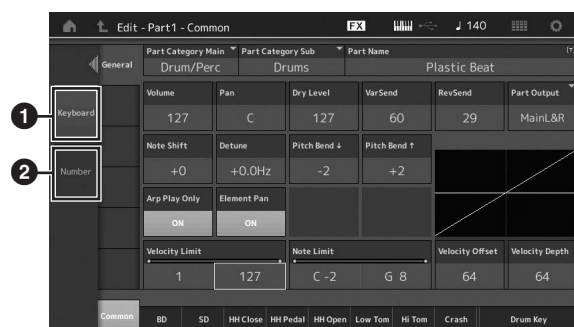 Edit - Part1 - Common FX 140
Part Category Main Part Category Sub Part Name
General Drum/Perc Drums Plastic Beat
Volume Pan Dry Level VarSend RevSend Part Output
1 Keyboard 127 C 127 60 29 MainL&R
Note Shift Detune Pitch Bend ↓ Pitch Bend ↑
2 Number +0 +0.0Hz -2 +2
Arp Play Only Element Pan
ON ON
Velocity Limit Note Limit Velocity Offset Velocity Depth
1 127 C -2 G 8 64 64
Common BD SD HH Close HH Pedal HH Open Low Tom Hi Tom Crash Drum Key